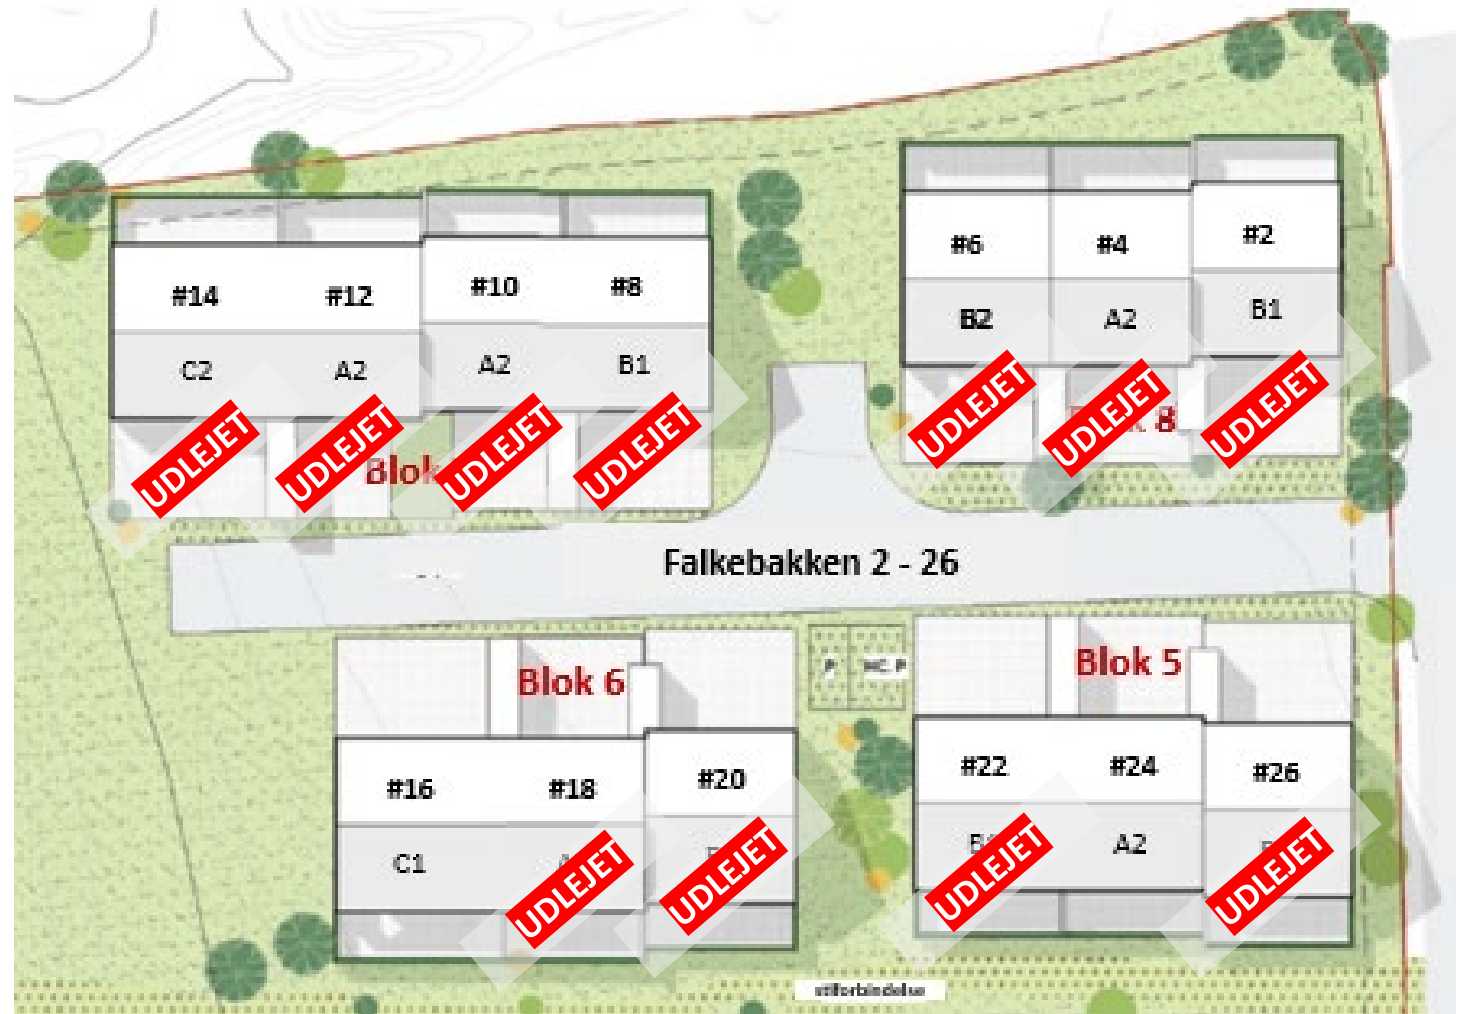 #6 #4 #2
B2 A2 B1
UDLEJET UDLEJET UDLEJET
8
#14 #12 #10 #8
C2 A2 A2 B1
UDLEJET UDLEJET UDLEJET UDLEJET
Blok
Falkebakken 2 - 26
Blok 6
P HC. P
Blok 5
#16 #18 #20
C1
UDLEJET UDLEJET
#22 #24 #26
A2
UDLEJET UDLEJET
stiforbindelse